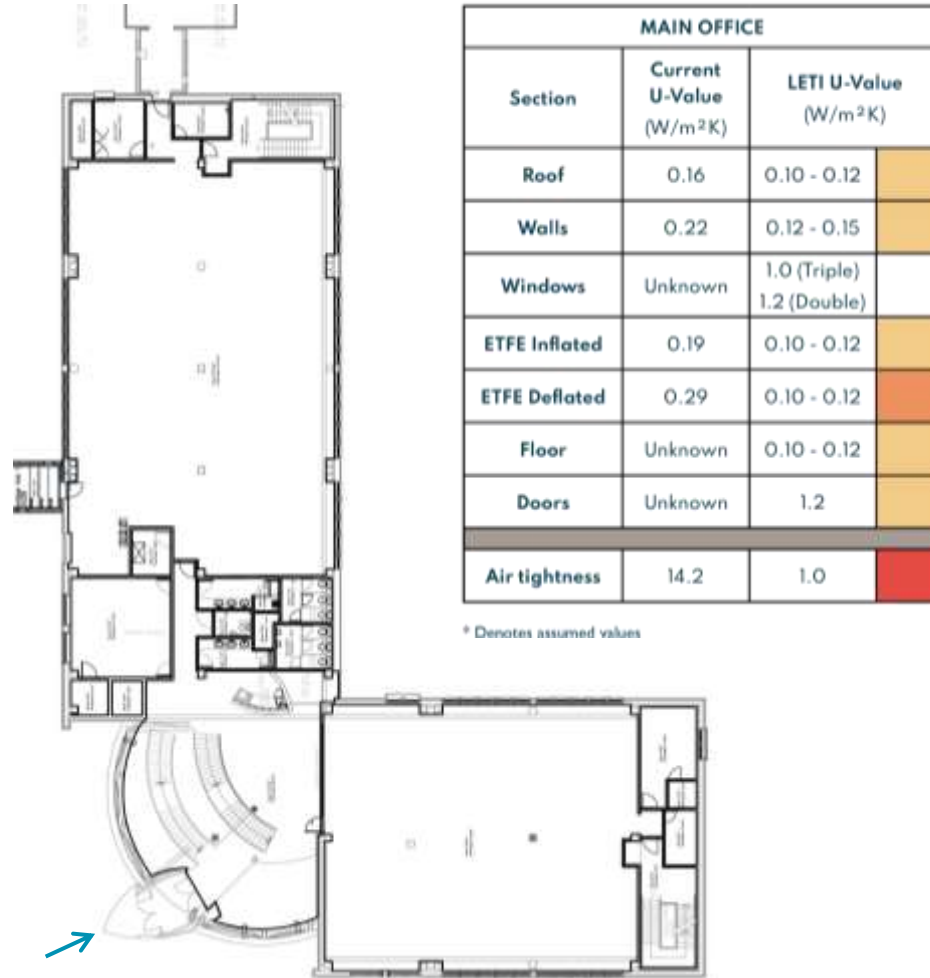 MAIN OFFICE
Section
Current
U-Value
(W/m²K)
LETI U-Value
(W/m²K)
Roof 0.16 0.10 - 0.12
Walls 0.22 0.12 - 0.15
Windows Unknown 1.0 (Triple)
1.2 (Double)
ETFE Inflated 0.19 0.10 - 0.12
ETFE Deflated 0.29 0.10 - 0.12
Floor Unknown 0.10 - 0.12
Doors Unknown 1.2
Air tightness 14.2 1.0
* Denotes assumed values